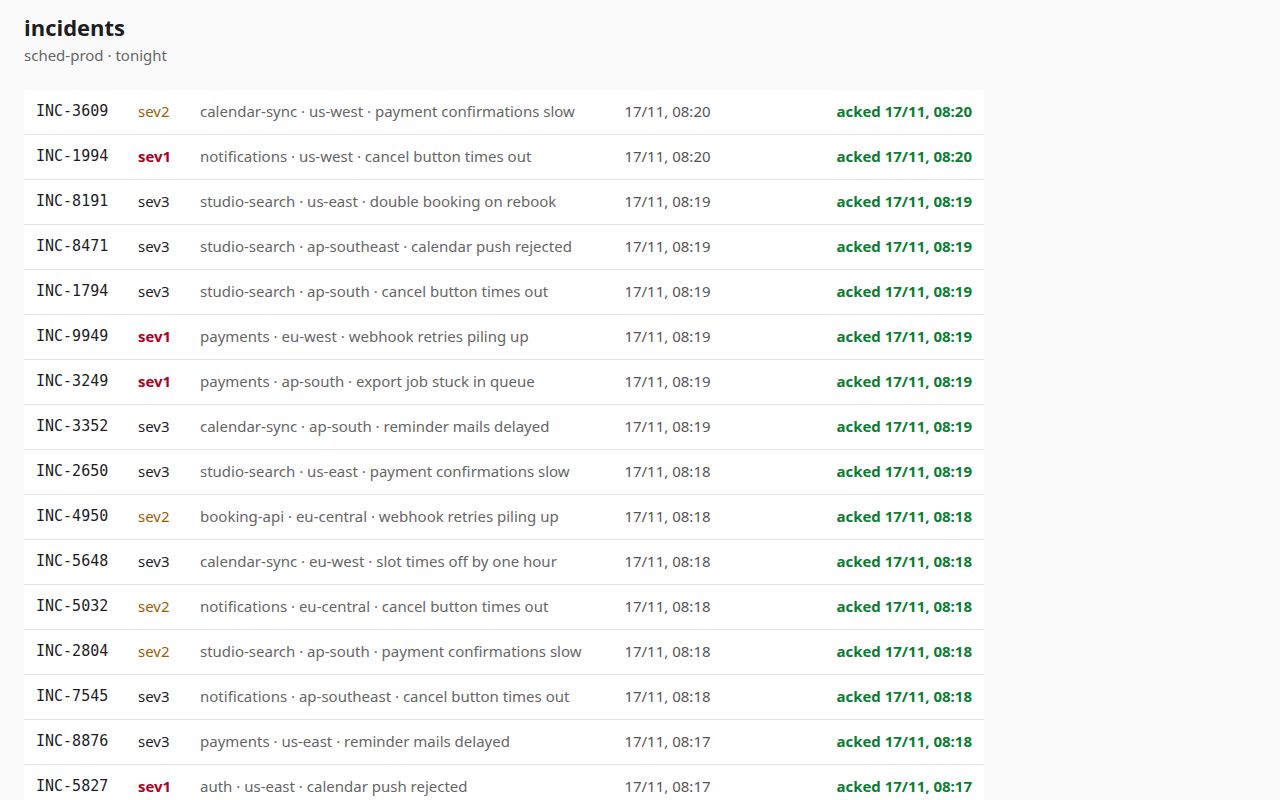 incidents
sched-prod · tonight
INC-3609 sev2 calendar-sync · us-west · payment confirmations slow 17/11, 08:20 acked 17/11, 08:20
INC-1994 sev1 notifications · us-west · cancel button times out 17/11, 08:20 acked 17/11, 08:20
INC-8191 sev3 studio-search · us-east · double booking on rebook 17/11, 08:19 acked 17/11, 08:19
INC-8471 sev3 studio-search · ap-southeast · calendar push rejected 17/11, 08:19 acked 17/11, 08:19
INC-1794 sev3 studio-search · ap-south · cancel button times out 17/11, 08:19 acked 17/11, 08:19
INC-9949 sev1 payments · eu-west · webhook retries piling up 17/11, 08:19 acked 17/11, 08:19
INC-3249 sev1 payments · ap-south · export job stuck in queue 17/11, 08:19 acked 17/11, 08:19
INC-3352 sev3 calendar-sync · ap-south · reminder mails delayed 17/11, 08:19 acked 17/11, 08:19
INC-2650 sev3 studio-search · us-east · payment confirmations slow 17/11, 08:18 acked 17/11, 08:19
INC-4950 sev2 booking-api · eu-central · webhook retries piling up 17/11, 08:18 acked 17/11, 08:18
INC-5648 sev3 calendar-sync · eu-west · slot times off by one hour 17/11, 08:18 acked 17/11, 08:18
INC-5032 sev2 notifications · eu-central · cancel button times out 17/11, 08:18 acked 17/11, 08:18
INC-2804 sev2 studio-search · ap-south · payment confirmations slow 17/11, 08:18 acked 17/11, 08:18
INC-7545 sev3 notifications · ap-southeast · cancel button times out 17/11, 08:18 acked 17/11, 08:18
INC-8876 sev3 payments · us-east · reminder mails delayed 17/11, 08:17 acked 17/11, 08:18
INC-5827 sev1 auth · us-east · calendar push rejected 17/11, 08:17 acked 17/11, 08:17